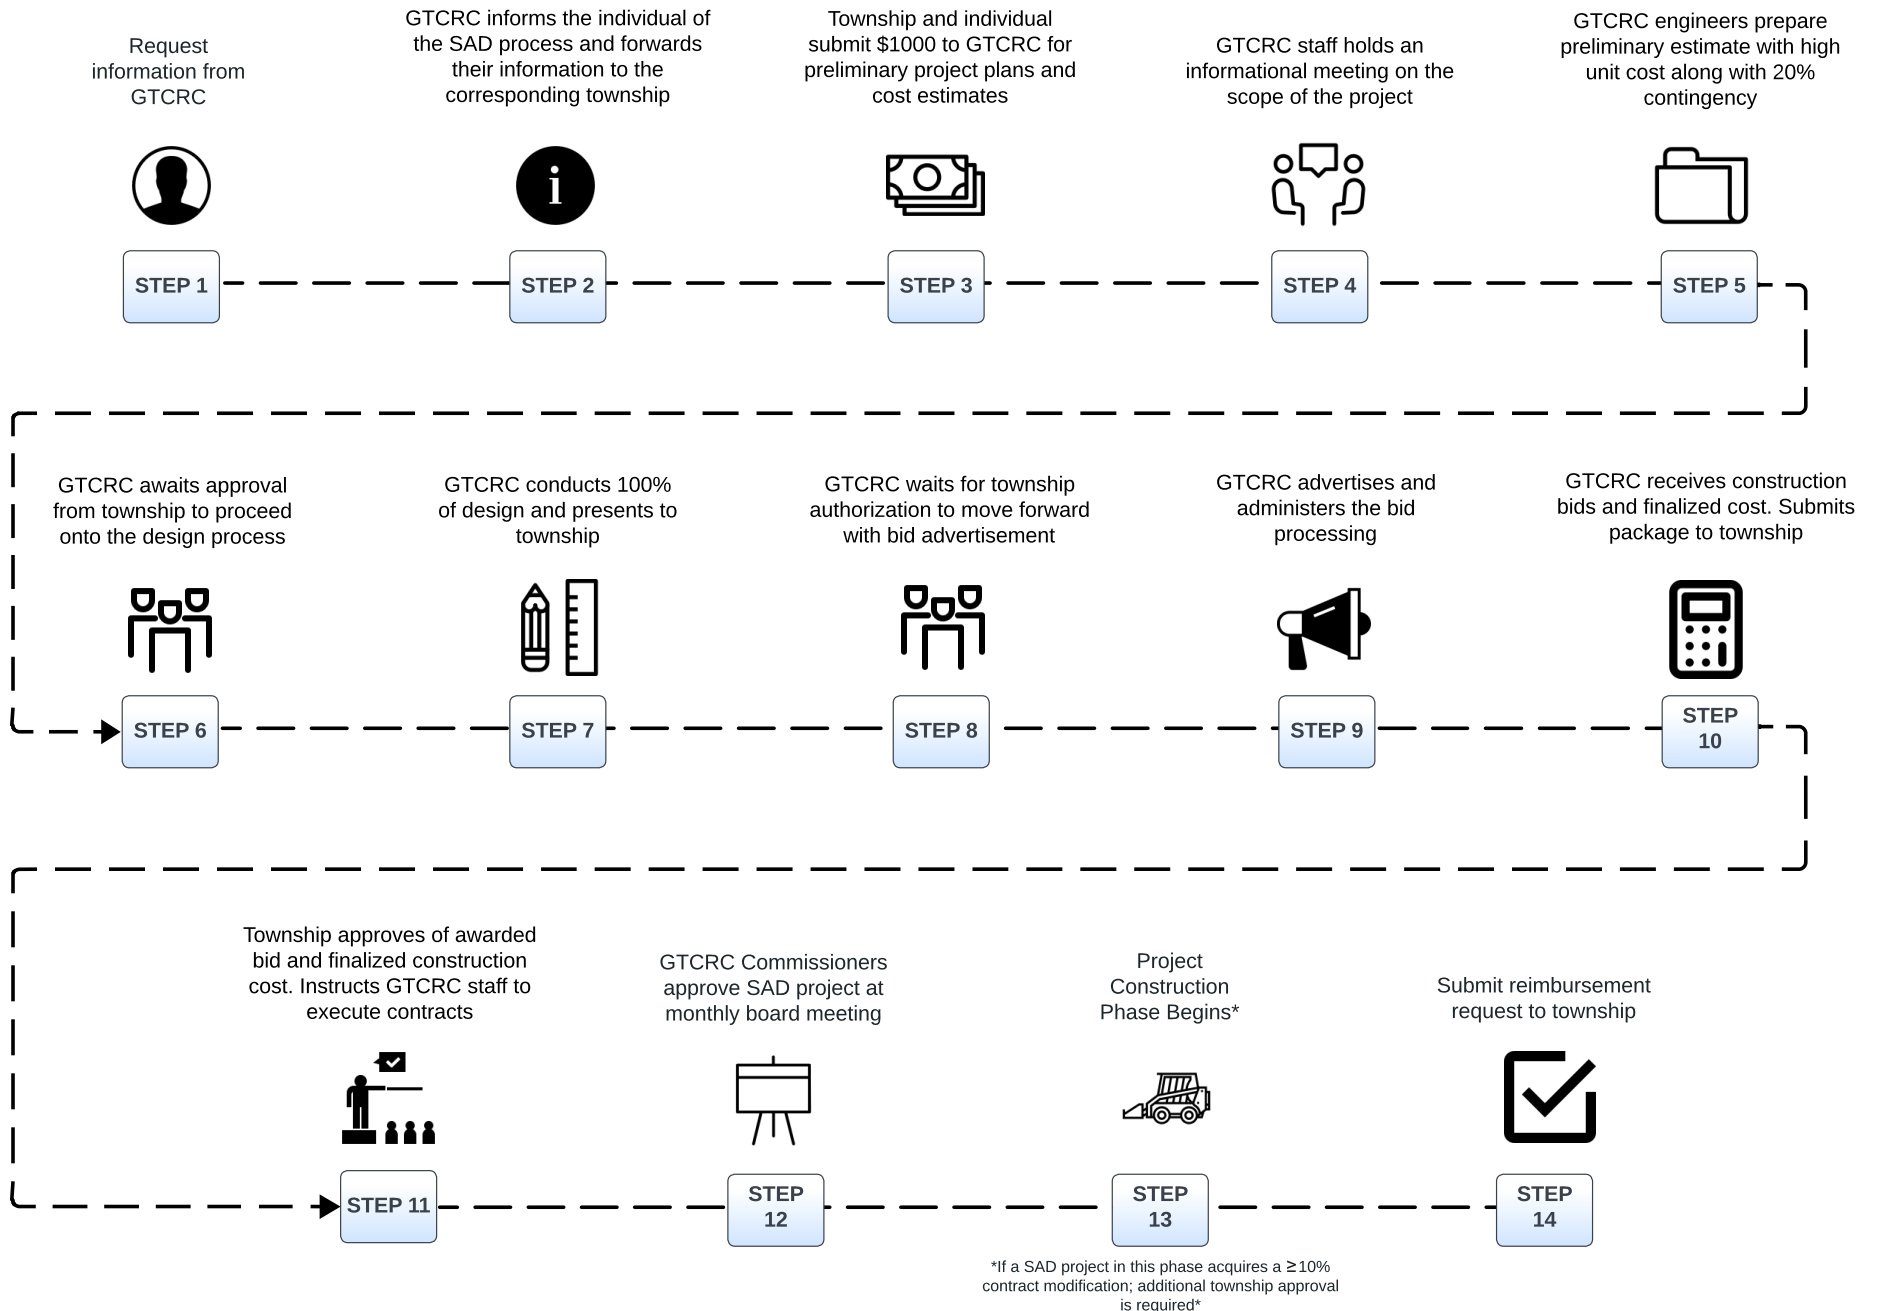 Request
information from
GTCRC
GTCRC informs the individual of
the SAD process and forwards
their information to the
corresponding township
Township and individual
submit $1000 to GTCRC for
preliminary project plans and
cost estimates
GTCRC staff holds an
informational meeting on the
scope of the project
GTCRC engineers prepare
preliminary estimate with high
unit cost along with 20%
contingency
i
STEP 1
STEP 2
STEP 3
STEP 4
STEP 5
GTCRC awaits approval
from township to proceed
onto the design process
GTCRC conducts 100%
of design and presents to
township
GTCRC waits for township
authorization to move forward
with bid advertisement
GTCRC advertises and
administers the bid
processing
GTCRC receives construction
bids and finalized cost. Submits
package to township
STEP 6
STEP 7
STEP 8
STEP 9
STEP
10
Township approves of awarded
bid and finalized construction
cost. Instructs GTCRC staff to
execute contracts
GTCRC Commissioners
approve SAD project at
monthly board meeting
Project
Construction
Phase Begins*
Submit reimbursement
request to township
STEP 11
STEP
12
STEP
13
STEP
14
*If a SAD project in this phase acquires a ≥10%
contract modification; additional township approval
is required*